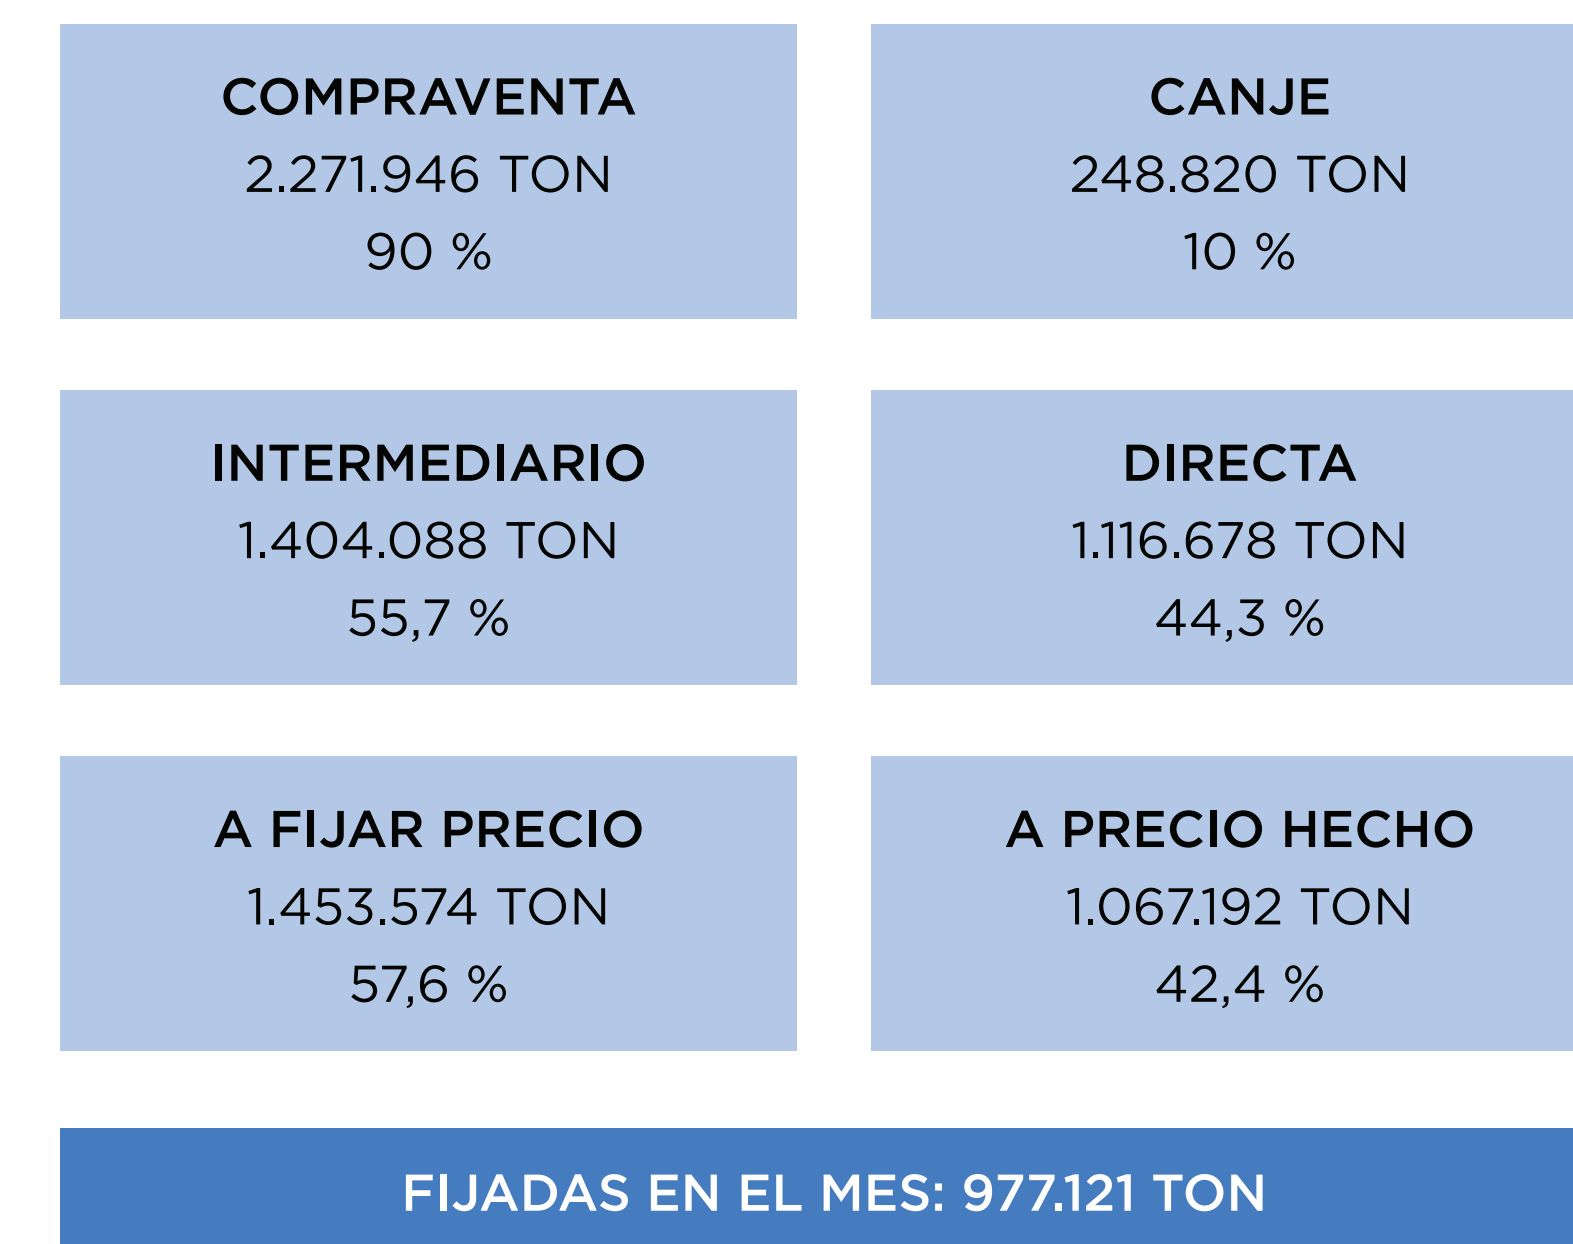 COMPRAVENTA
2.271.946 TON
90 %
CANJE
248.820 TON
10 %
INTERMEDIARIO
1.404.088 TON
55,7 %
DIRECTA
1.116.678 TON
44,3 %
A FIJAR PRECIO
1.453.574 TON
57,6 %
A PRECIO HECHO
1.067.192 TON
42,4 %
FIJADAS EN EL MES: 977.121 TON